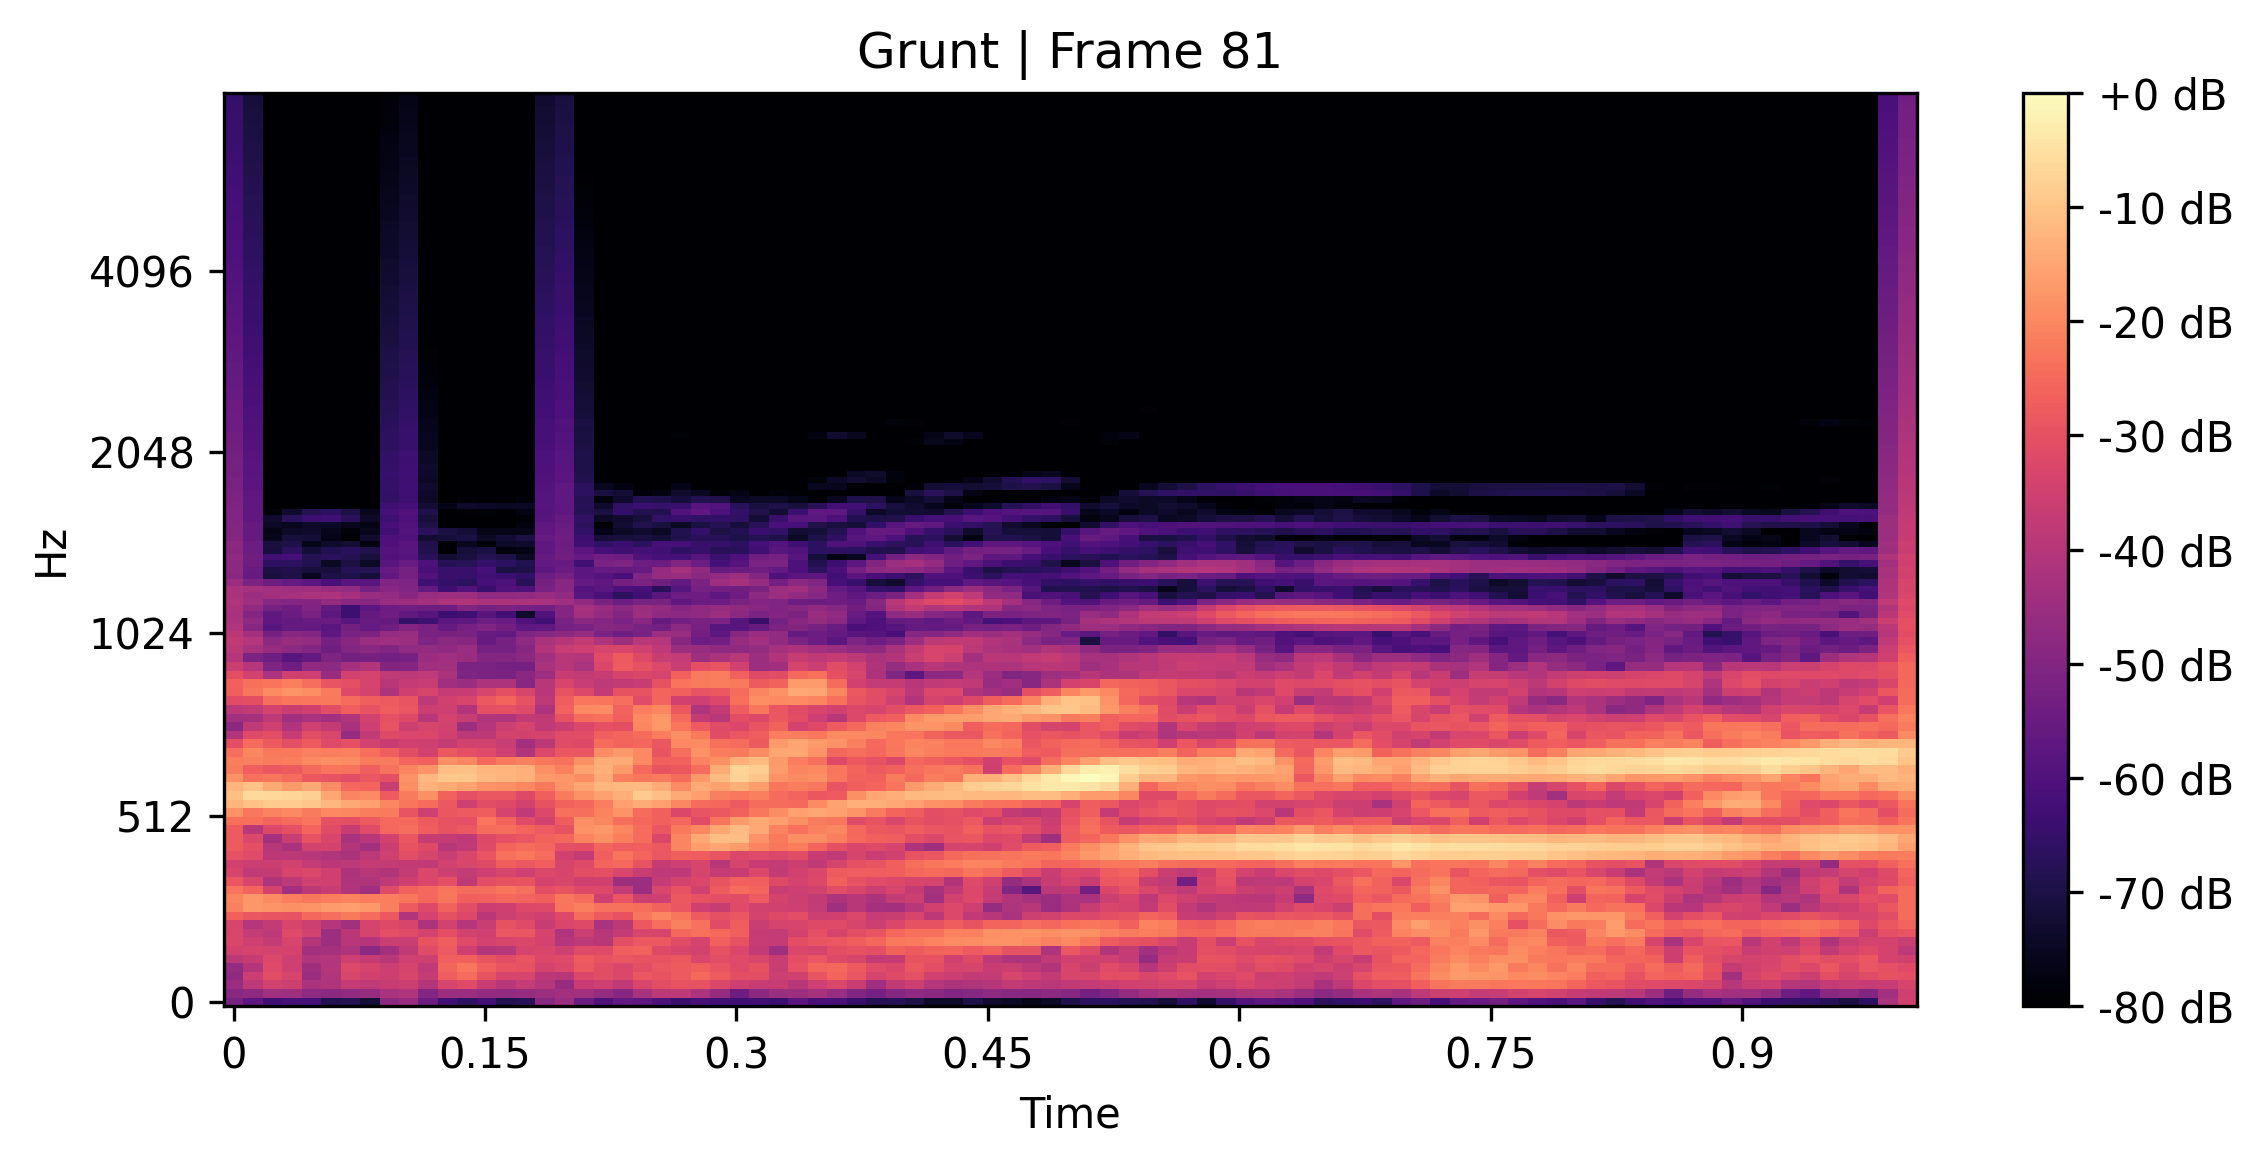 Grunt | Frame 81
Hz
4096
2048
1024
512
0
0 0.15 0.3 0.45 0.6 0.75 0.9
Time
+0 dB
-10 dB
-20 dB
-30 dB
-40 dB
-50 dB
-60 dB
-70 dB
-80 dB